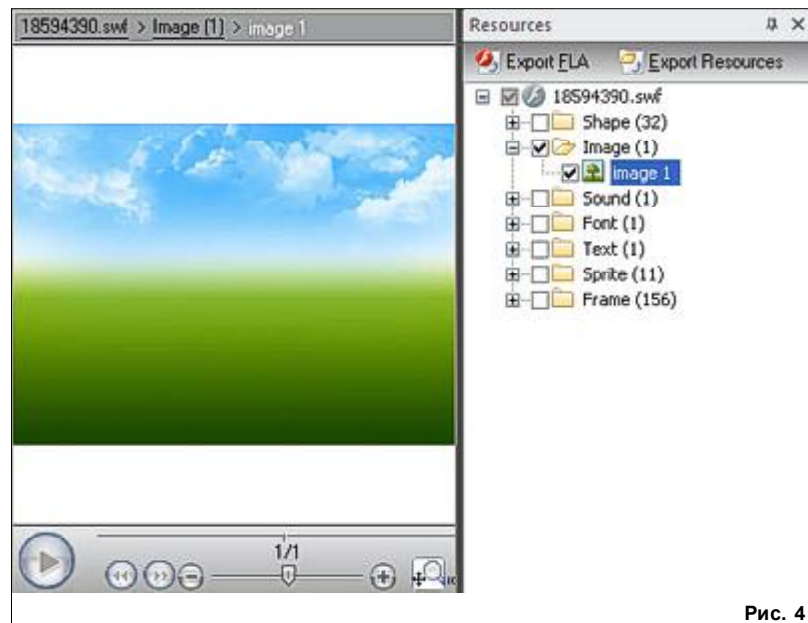 18594390.swf > Image (1) > image 1
Resources
Export FLA
Export Resources
18594390.swf
Shape (32)
Image (1)
image 1
Sound (1)
Font (1)
Text (1)
Sprite (11)
Frame (156)
1/1
Рис. 4